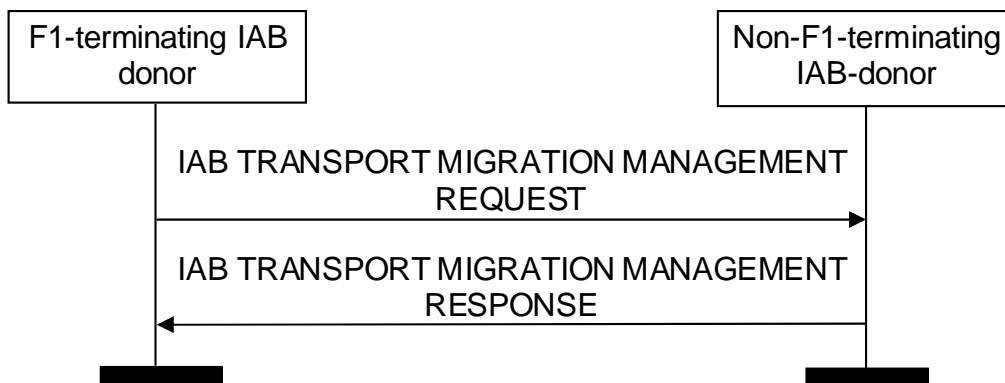 F1-terminating IAB
donor
Non-F1-terminating
IAB-donor
IAB TRANSPORT MIGRATION MANAGEMENT
REQUEST
IAB TRANSPORT MIGRATION MANAGEMENT
RESPONSE